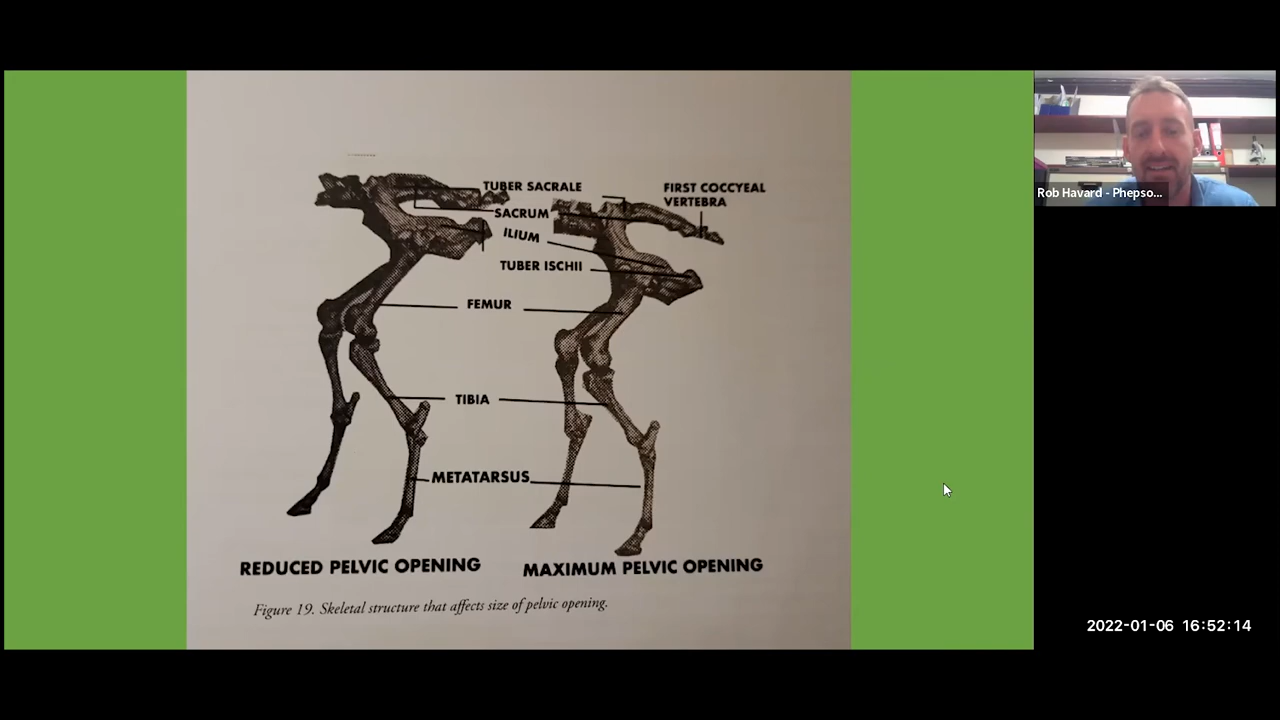 TUBER SACRALE
FIRST COCCYEAL
VERTEBRA
SACRUM
ILIUM
TUBER ISCHII
FEMUR
TIBIA
METATARSUS
REDUCED PELVIC OPENING
MAXIMUM PELVIC OPENING
Figure 19. Skeletal structure that affects size of pelvic opening.
Rob Havard - Phepso...
2022-01-06 16:52:14